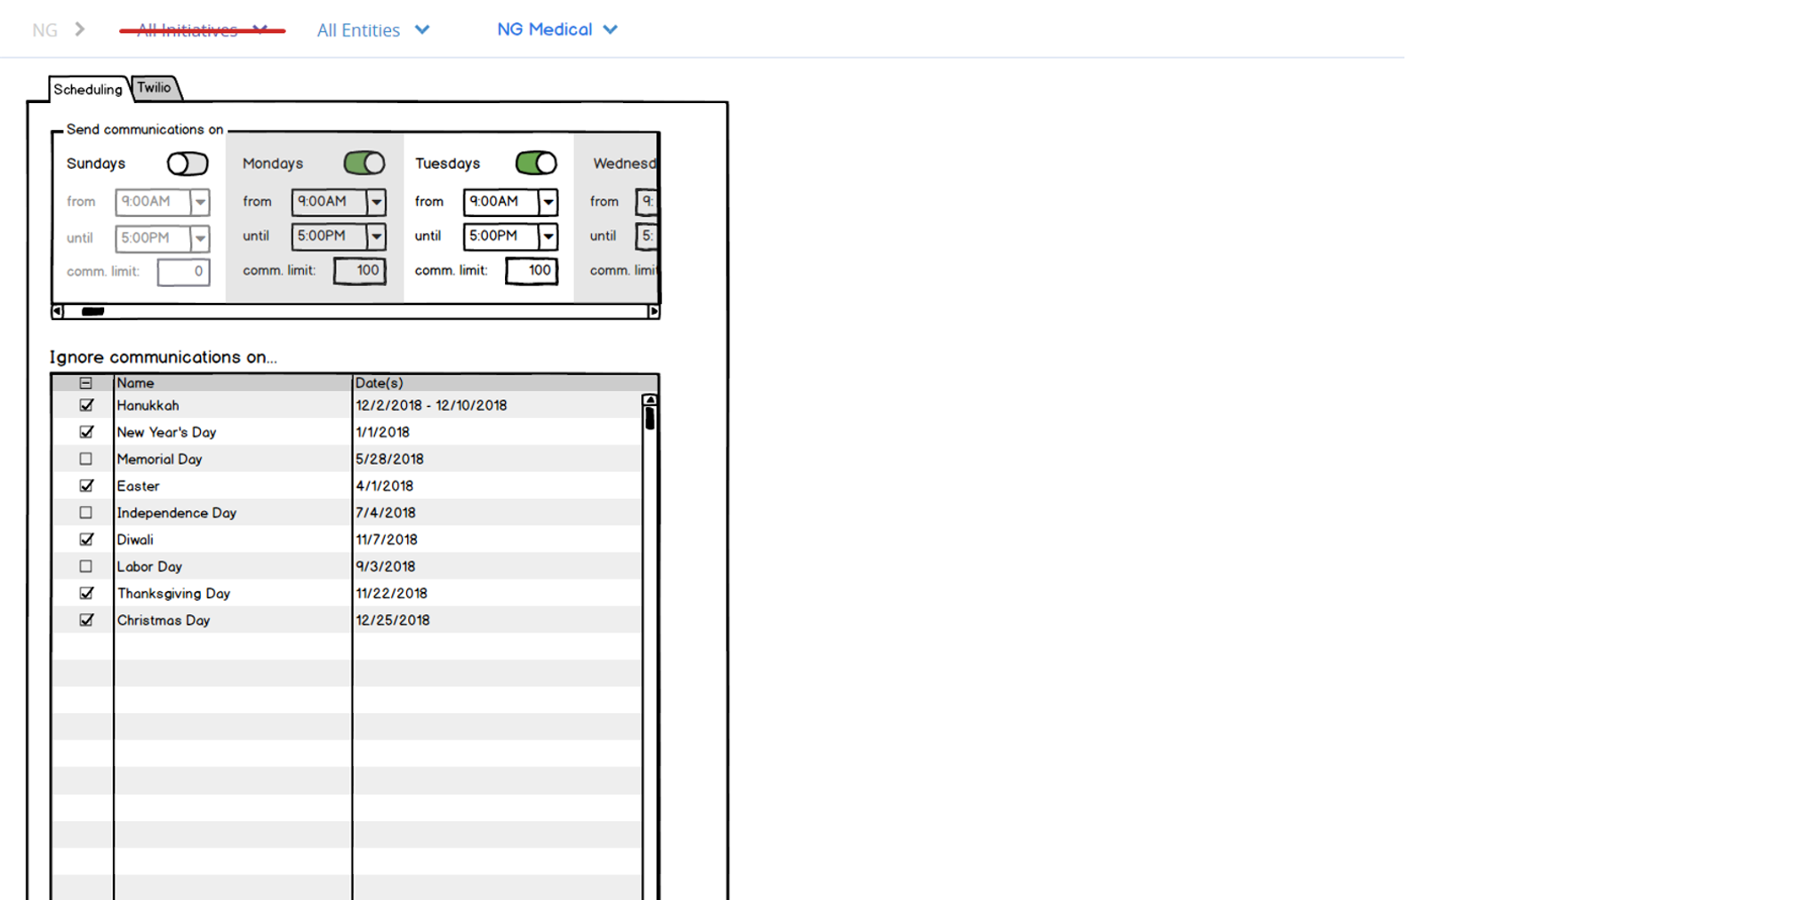 NG All Initiatives All Entities NG Medical
Scheduling Twilio
Send communications on
Sundays Mondays Tuesdays Wednesd
from 9:00AM from 9:00AM from 9:00AM from 9:
until 5:00PM until 5:00PM until 5:00PM until 5:
comm. limit: 0 comm. limit: 100 comm. limit: 100 comm. limi
Ignore communications on...
Name Date(s)
Hanukkah 12/2/2018 - 12/10/2018
New Year's Day 1/1/2018
Memorial Day 5/28/2018
Easter 4/1/2018
Independence Day 7/4/2018
Diwali 11/7/2018
Labor Day 9/3/2018
Thanksgiving Day 11/22/2018
Christmas Day 12/25/2018